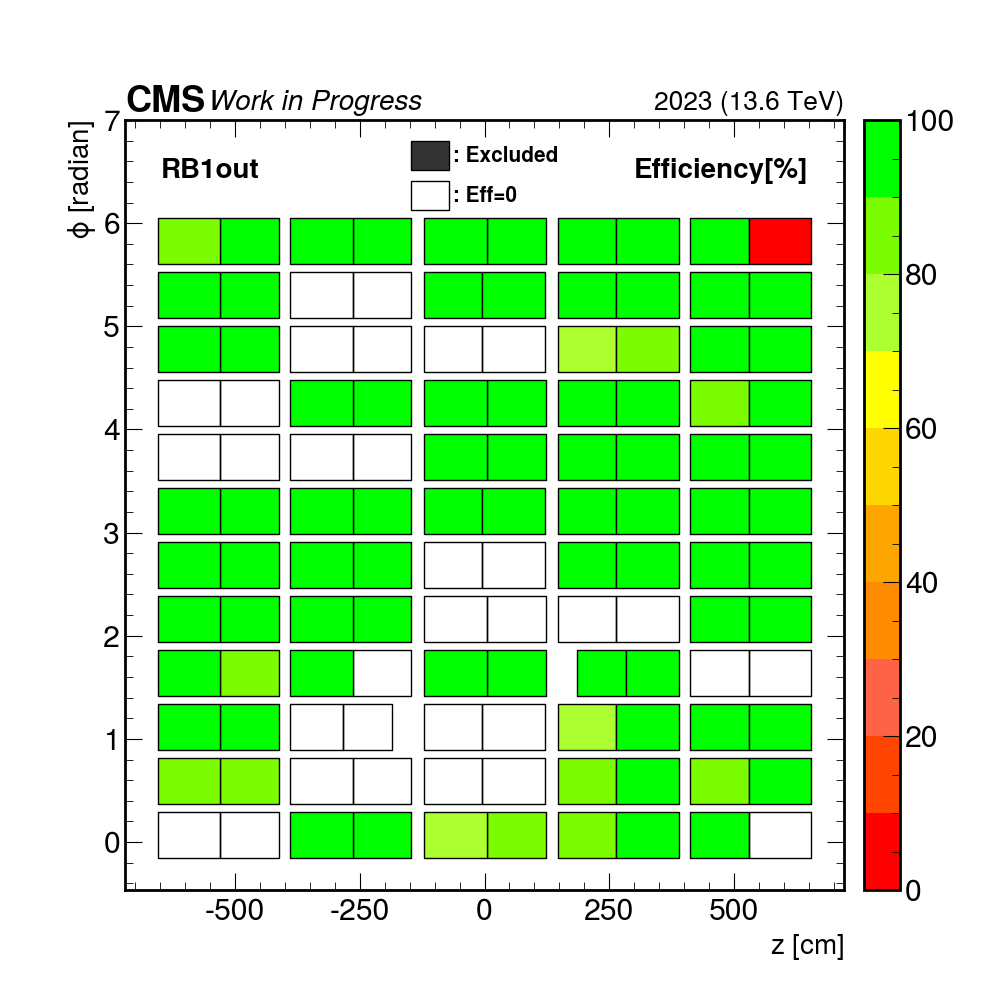 CMS Work in Progress 2023 (13.6 TeV)
RB1out : Excluded Efficiency[%]
: Eff=0
ϕ [radian]
7
6
5
4
3
2
1
0
-500 -250 0 250 500
z [cm]
100
80
60
40
20
0